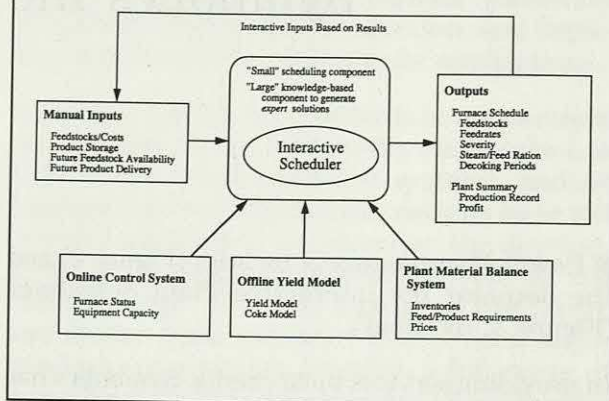 Interactive Inputs Based on Results
"Small" scheduling component
"Large" knowledge-based
component to generate
expert solutions
Interactive
Scheduler
Manual Inputs
Feedstocks/Costs
Product Storage
Future Feedstock Availability
Future Product Delivery
Outputs
Furnace Schedule
Feedstocks
Feedrates
Severity
Steam/Feed Ration
Decoking Periods
Plant Summary
Production Record
Profit
Online Control System
Furnace Status
Equipment Capacity
Offline Yield Model
Yield Model
Coke Model
Plant Material Balance
System
Inventories
Feed/Product Requirements
Prices